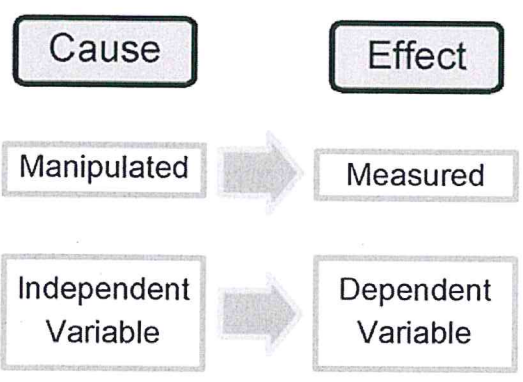 Cause
Effect
Manipulated
Measured
Independent
Variable
Dependent
Variable